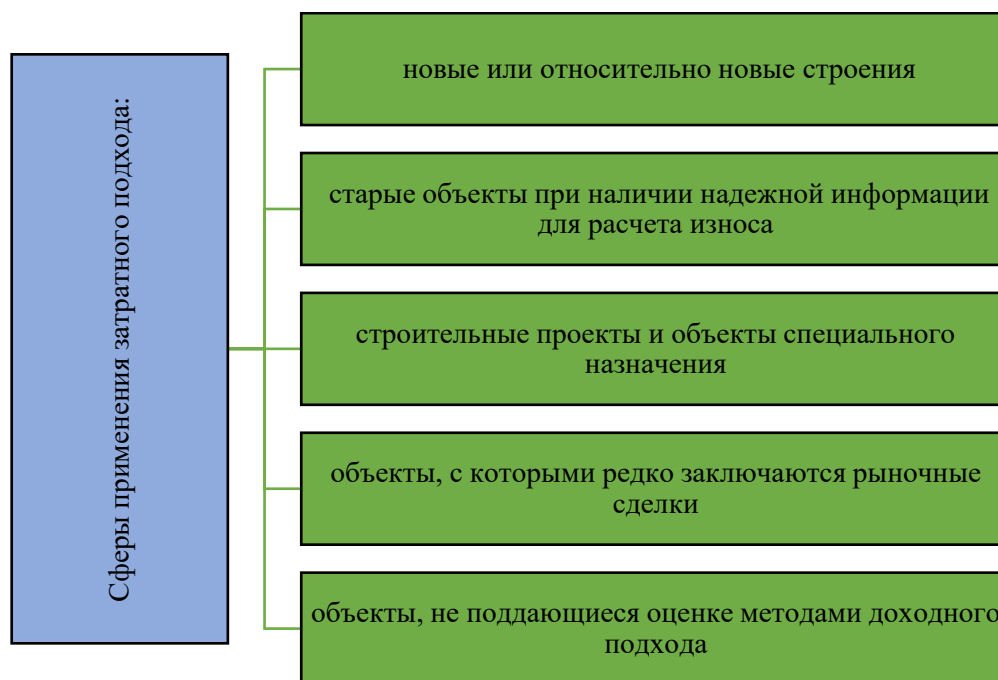 Сферы применения затратного подхода:
новые или относительно новые строения
старые объекты при наличии надежной информации
для расчета износа
строительные проекты и объекты специального
назначения
объекты, с которыми редко заключаются рыночные
сделки
объекты, не поддающиеся оценке методами доходного
подхода